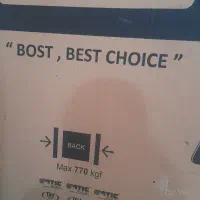 “ BOST , BEST CHOICE ”
BACK
Max 770 kgf